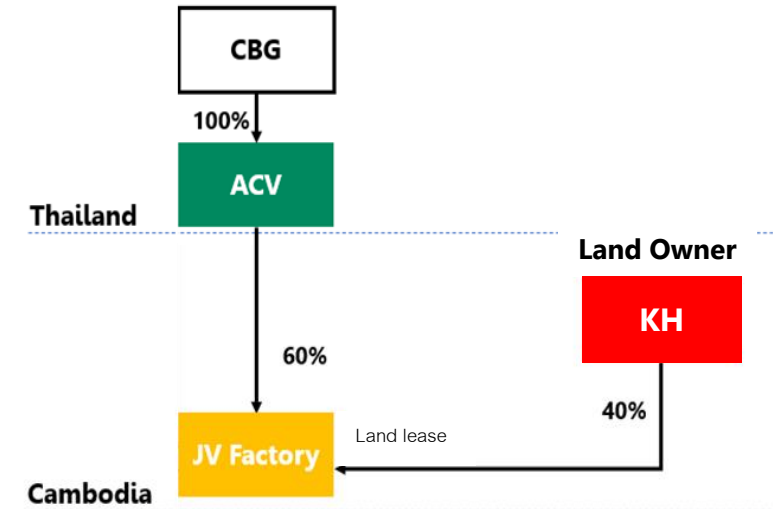 CBG
100%
ACV
Thailand
Land Owner
KH
60%
40%
Land lease
JV Factory
Cambodia